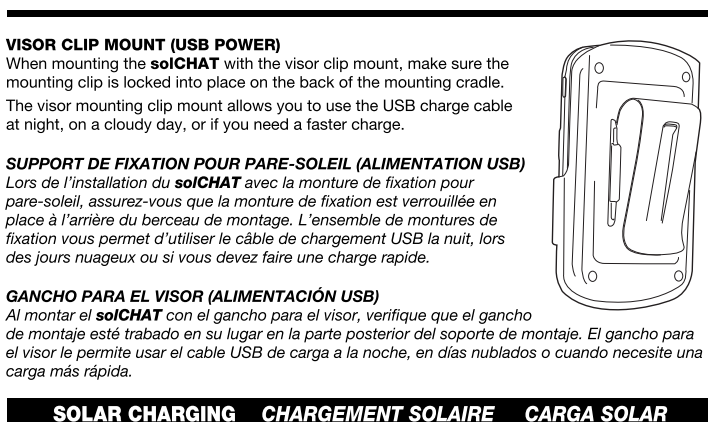 VISOR CLIP MOUNT (USB POWER)
When mounting the solCHAT with the visor clip mount, make sure the
mounting clip is locked into place on the back of the mounting cradle.
The visor mounting clip mount allows you to use the USB charge cable
at night, on a cloudy day, or if you need a faster charge.
SUPPORT DE FIXATION POUR PARE-SOLEIL (ALIMENTATION USB)
Lors de l'installation du solCHAT avec la monture de fixation pour
pare-soleil, assurez-vous que la monture de fixation est verrouillée en
place à l'arrière du berceau de montage. L'ensemble de montures de
fixation vous permet d'utiliser le câble de chargement USB la nuit, lors
des jours nuageux ou si vous devez faire une charge rapide.
GANCHO PARA EL VISOR (ALIMENTACIÓN USB)
Al montar el solCHAT con el gancho para el visor, verifique que el gancho
de montaje esté trabado en su lugar en la parte posterior del soporte de montaje. El gancho para
el visor le permite usar el cable USB de carga a la noche, en días nublados o cuando necesite una
carga más rápida.
SOLAR CHARGING CHARGEMENT SOLAIRE CARGA SOLAR